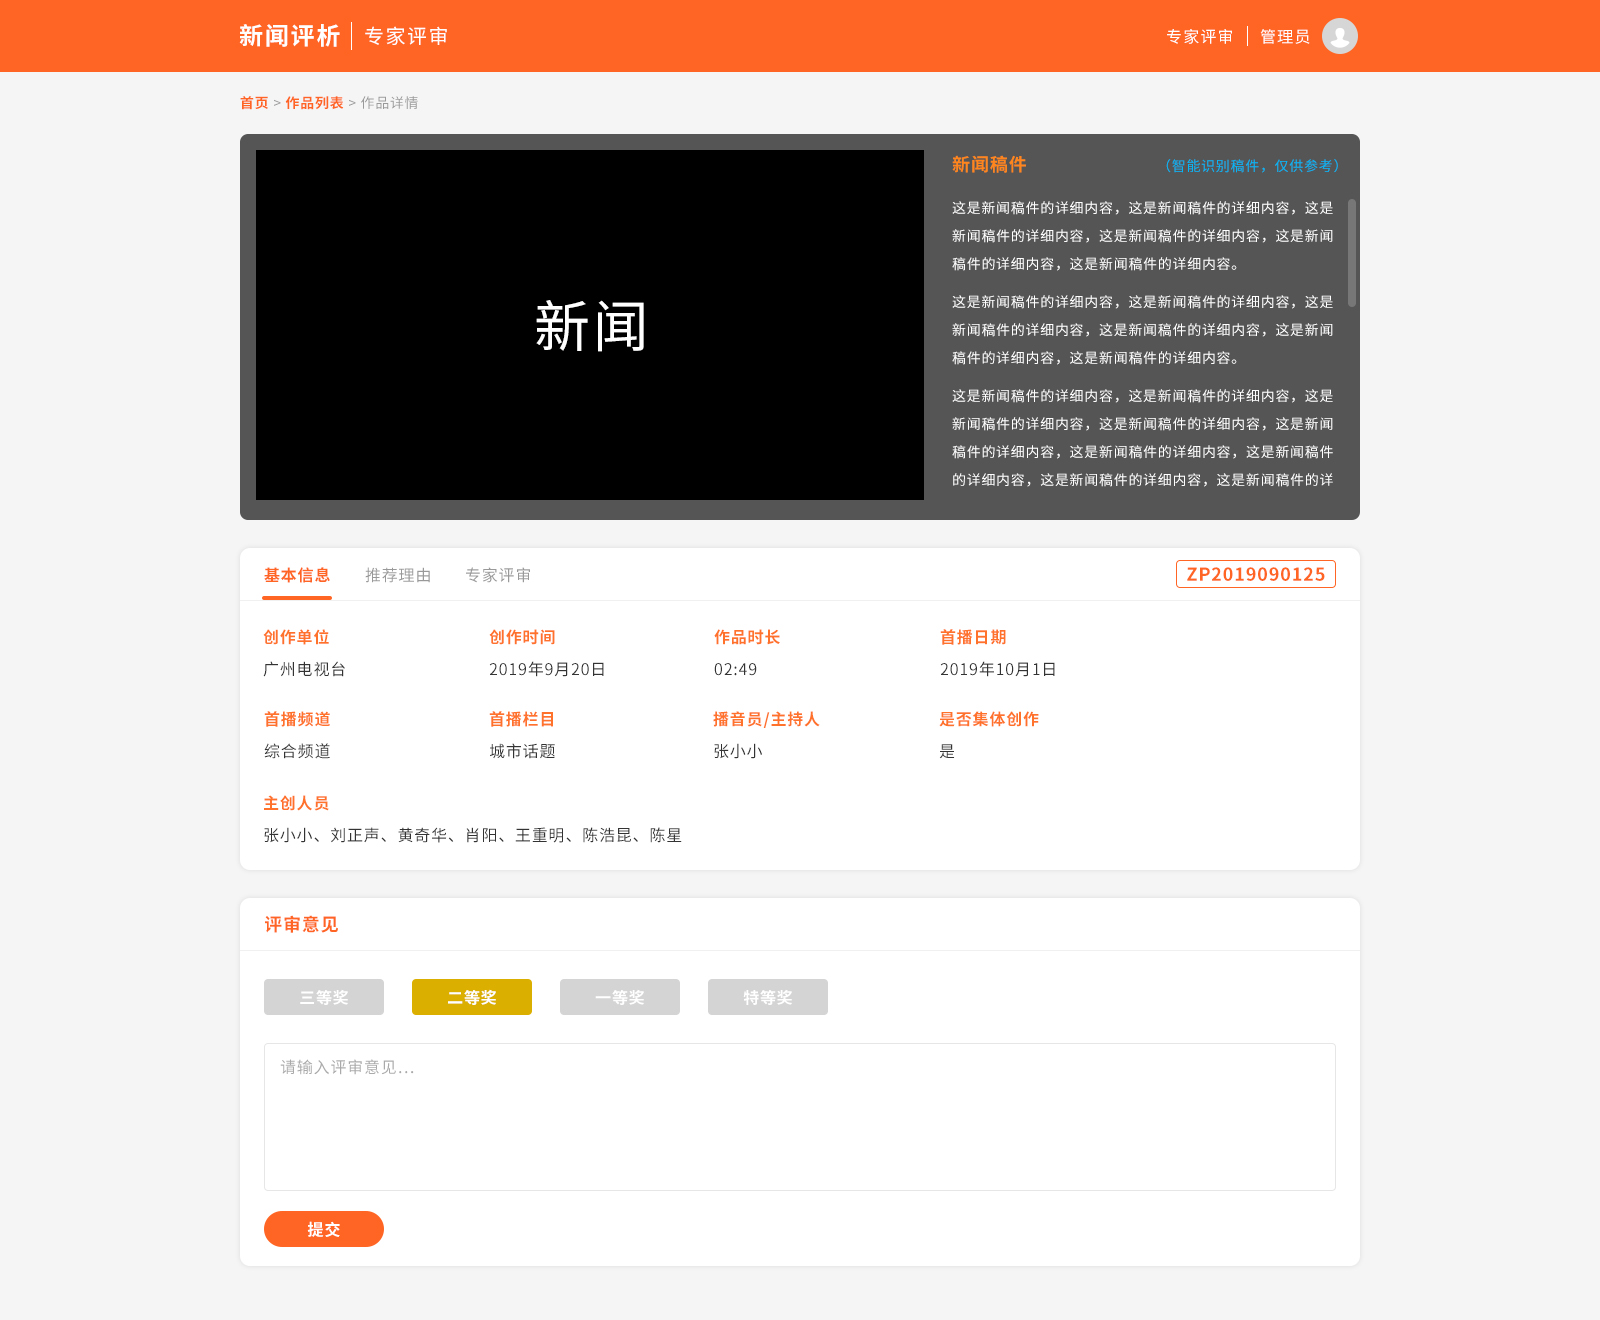 新闻评析 专家评审
专家评审 管理员
首页 > 作品列表 > 作品详情
新闻
新闻稿件 （智能识别稿件，仅供参考）
这是新闻稿件的详细内容，这是新闻稿件的详细内容，这是
新闻稿件的详细内容，这是新闻稿件的详细内容，这是新闻
稿件的详细内容，这是新闻稿件的详细内容。
这是新闻稿件的详细内容，这是新闻稿件的详细内容，这是
新闻稿件的详细内容，这是新闻稿件的详细内容，这是新闻
稿件的详细内容，这是新闻稿件的详细内容。
这是新闻稿件的详细内容，这是新闻稿件的详细内容，这是
新闻稿件的详细内容，这是新闻稿件的详细内容，这是新闻
稿件的详细内容，这是新闻稿件的详细内容，这是新闻稿件
的详细内容，这是新闻稿件的详细内容，这是新闻稿件的详
基本信息 推荐理由 专家评审 ZP2019090125
创作单位 创作时间 作品时长 首播日期
广州电视台 2019年9月20日 02:49 2019年10月1日
首播频道 首播栏目 播音员/主持人 是否集体创作
综合频道 城市话题 张小小 是
主创人员
张小小、刘正声、黄奇华、肖阳、王重明、陈浩昆、陈星
评审意见
三等奖 二等奖 一等奖 特等奖
请输入评审意见...
提交